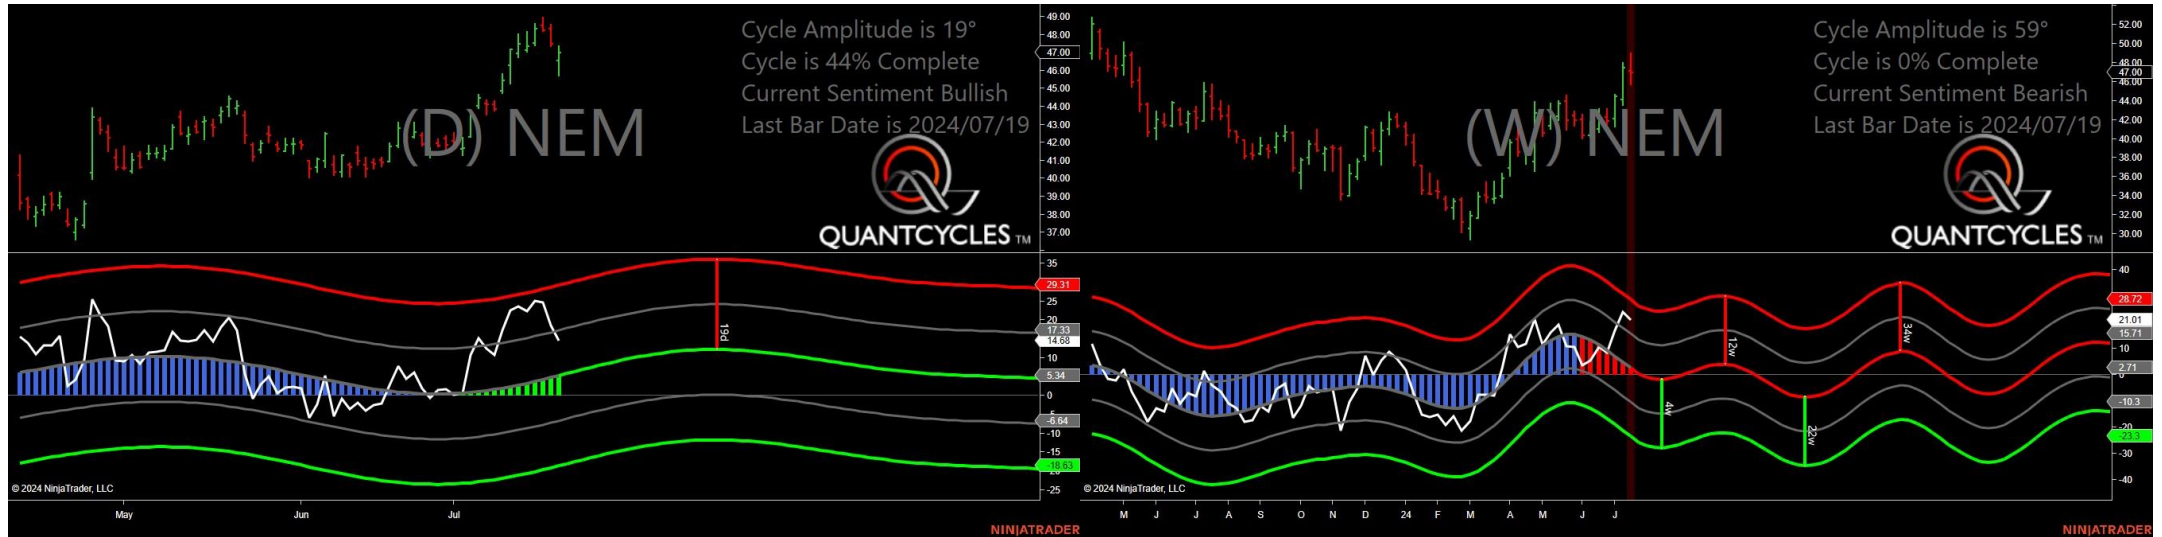 Cycle Amplitude is 19°
Cycle is 44% Complete
Current Sentiment Bullish
Last Bar Date is 2024/07/19
(D) NEM
QUANTCYCLES TM
49.00
48.00
47.00
46.00
45.00
44.00
43.00
42.00
41.00
40.00
39.00
38.00
37.00
35
29.31
25
20
17.33
14.68
10
5.34
0
-6.64
-10
-15
-18.63
-25
19d
© 2024 NinjaTrader, LLC
May
Jun
Jul
NINJATRADER
Cycle Amplitude is 59°
Cycle is 0% Complete
Current Sentiment Bearish
Last Bar Date is 2024/07/19
(W) NEM
QUANTCYCLES TM
52.00
50.00
48.00
47.00
46.00
44.00
42.00
40.00
38.00
36.00
34.00
32.00
30.00
40
28.72
21.01
15.71
10
2.71
-10.3
-20
-23.3
-30
-40
4w
12w
22w
34w
© 2024 NinjaTrader, LLC
M J J A S O N D 24 F M A M J J
NINJATRADER